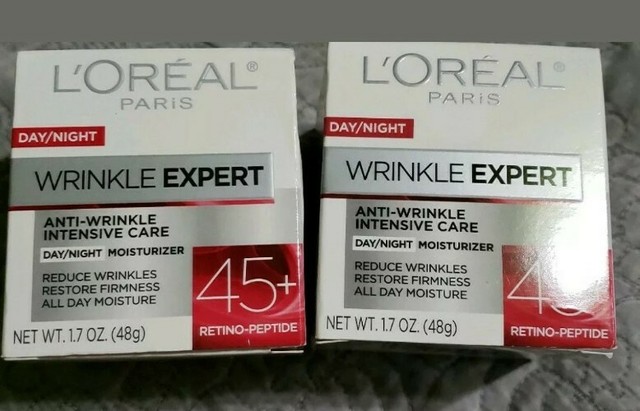 L'ORÉAL®
PARIS
DAY/NIGHT
WRINKLE EXPERT
ANTI-WRINKLE
INTENSIVE CARE
DAY/NIGHT MOISTURIZER
REDUCE WRINKLES
RESTORE FIRMNESS
ALL DAY MOISTURE
45+
RETINO-PEPTIDE
NET WT. 1.7 OZ. (48g)
L'ORÉAL®
PARIS
DAY/NIGHT
WRINKLE EXPERT
ANTI-WRINKLE
INTENSIVE CARE
DAY/NIGHT MOISTURIZER
REDUCE WRINKLES
RESTORE FIRMNESS
ALL DAY MOISTURE
RETINO-PEPTIDE
NET WT. 1.7 OZ. (48g)